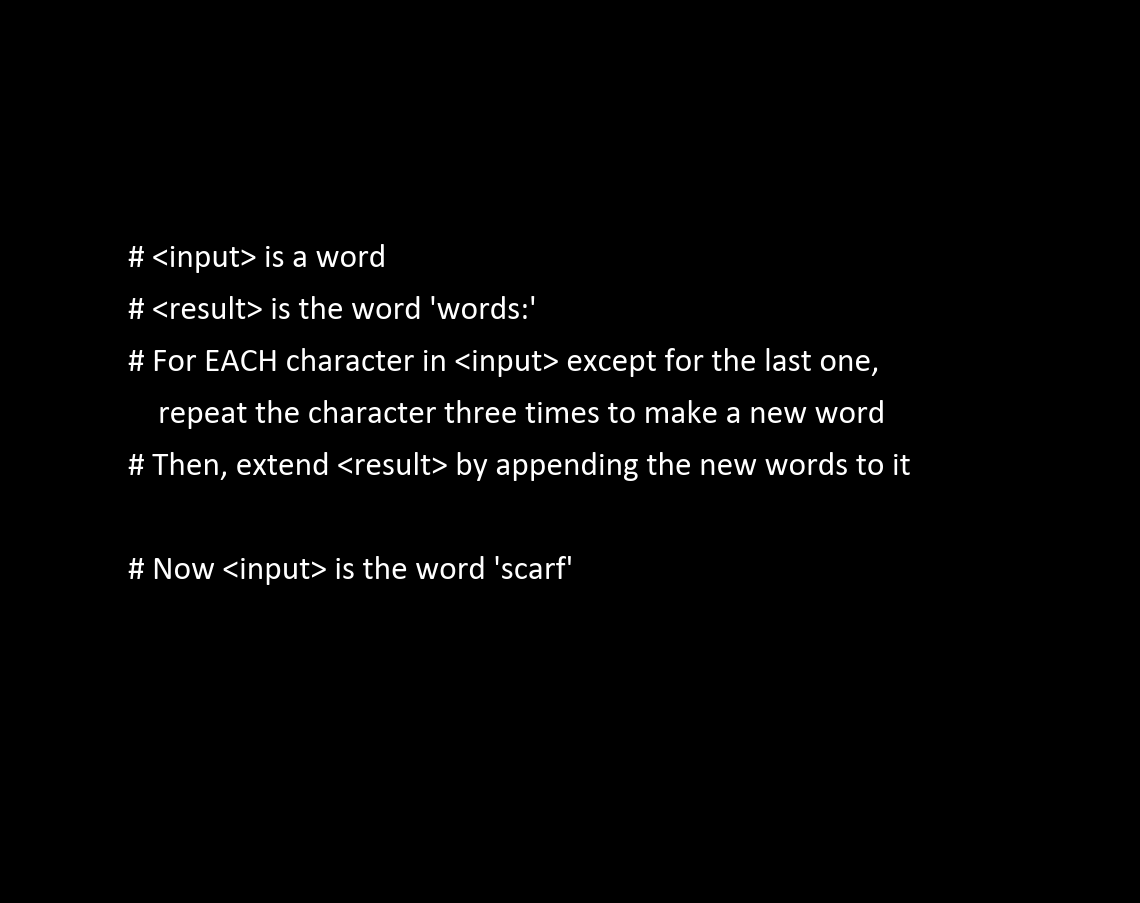 # <input> is a word
# <result> is the word 'words:'
# For EACH character in <input> except for the last one,
repeat the character three times to make a new word
# Then, extend <result> by appending the new words to it
# Now <input> is the word 'scarf'